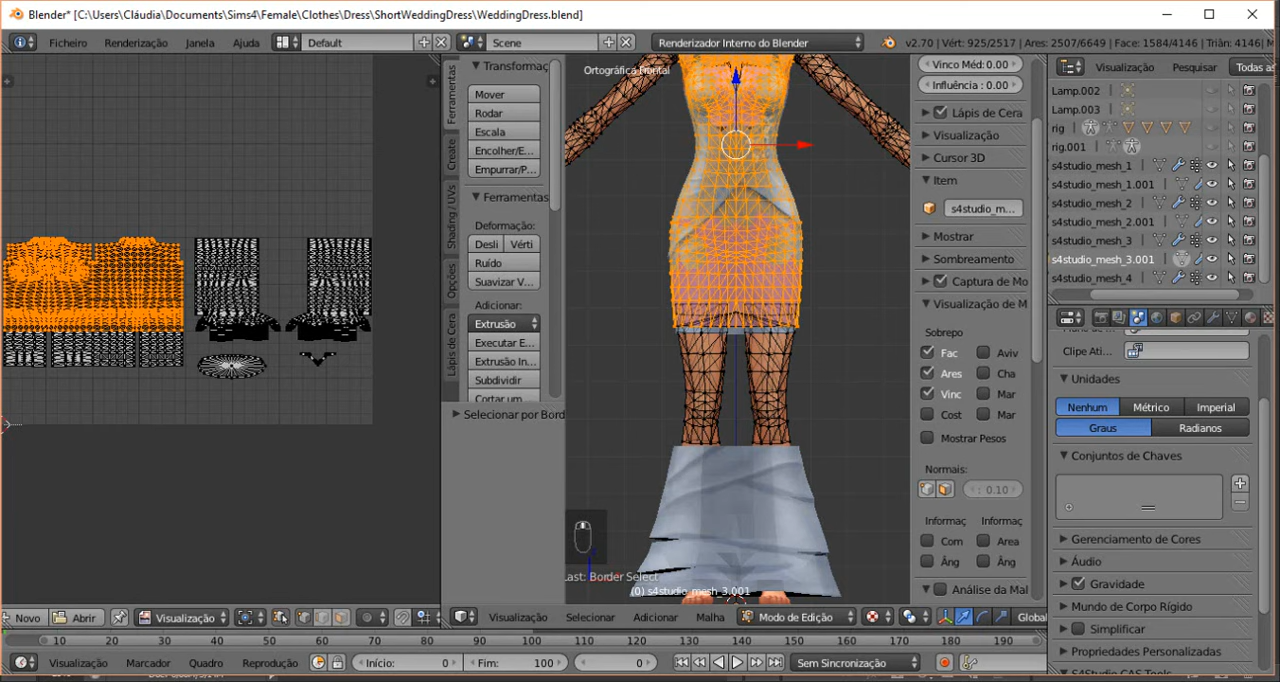 Blender* [C:\Users\Cláudia\Documents\Sims4\Female\Clothes\Dress\ShortWeddingDress\WeddingDress.blend]
Ficheiro Renderização Janela Ajuda Default Scene Renderizador Interno do Blender v2.70 | Vért: 925/2517 | Ares: 2507/6649 | Face: 1584/4146 | Triân: 4146 |
Transformaç
Mover
Rodar
Escala
Encolher/E...
Empurrar/P...
Ferramentas
Deformação:
Desli Vérti
Ruído
Suavizar V...
Adicionar:
Extrusão
Executar E...
Extrusão In...
Subdividir
Cortar um
Selecionar por Bord
Ferramentas
Create
Shading / UVs
Opções
Lápis de Cera
Ortográfica Frontal
Last: Border Select
(0) s4studio_mesh_3.001
Vinco Méd: 0.00
Influência : 0.00
Lápis de Cera
Visualização
Cursor 3D
Item
s4studio_m...
Mostrar
Sombreamento
Captura de Mo
Visualização de M
Sobrepo
Fac Aviv
Ares Cha
Vinc Mar
Cost Mar
Mostrar Pesos
Normais:
: 0.10
Informaç Informaç
Com Area
Âng Âng
Análise da Mal
Visualização Pesquisar Todas as
Lamp.002
Lamp.003
rig
rig.001
s4studio_mesh_1
s4studio_mesh_1.001
s4studio_mesh_2
s4studio_mesh_2.001
s4studio_mesh_3
s4studio_mesh_3.001
s4studio_mesh_4
Clipe Ati...
Unidades
Nenhum Métrico Imperial
Graus Radianos
Conjuntos de Chaves
Gerenciamento de Cores
Áudio
Gravidade
Mundo de Corpo Rígido
Simplificar
Propriedades Personalizadas
S4Studio CAS Tools
Novo Abrir Visualização
Visualização Selecionar Adicionar Malha Modo de Edição Global
10 20 30 40 50 60 70 80 90 100 110 120 130 140 150 160 170 180 190
Visualização Marcador Quadro Reprodução Início: 0 Fim: 100 0 Sem Sincronização